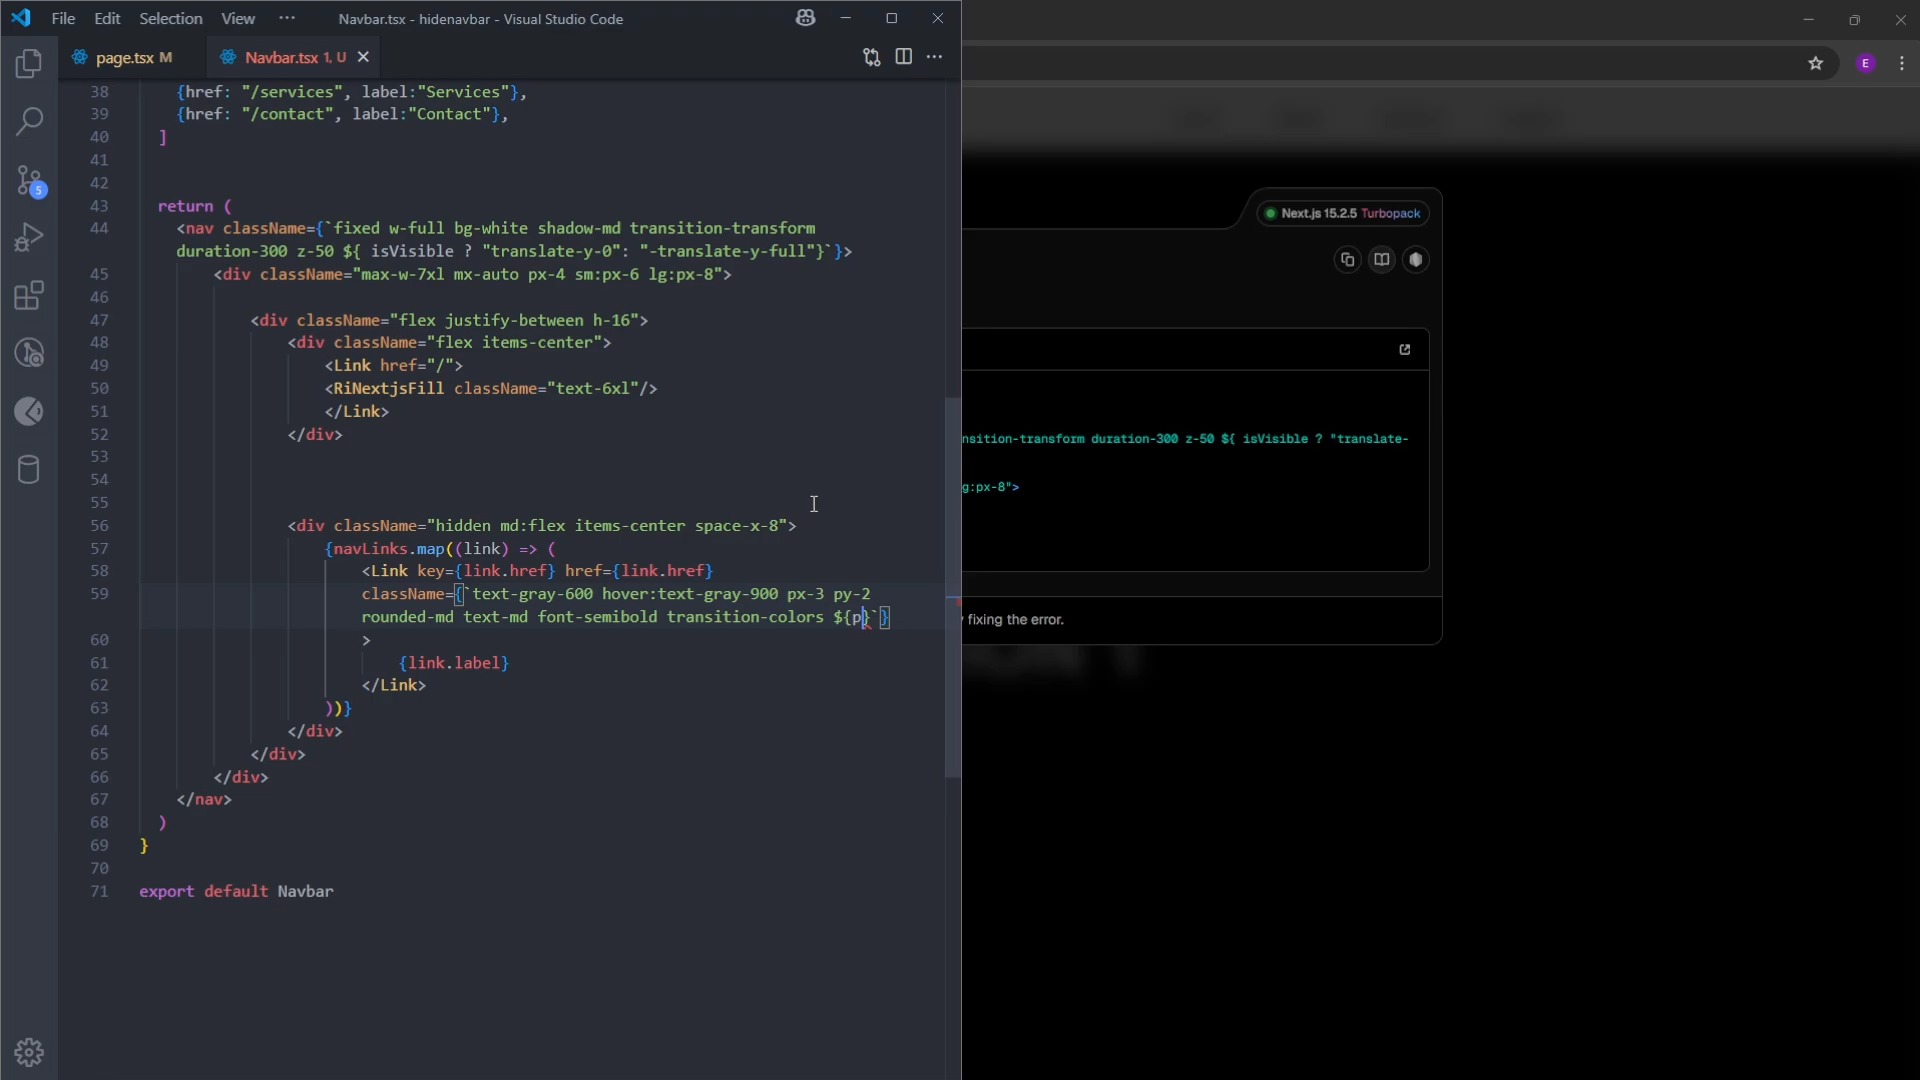 File Edit Selection View ··· Navbar.tsx - hidenavbar - Visual Studio Code
page.tsx M Navbar.tsx 1, U
38 {href: "/services", label:"Services"},
39 {href: "/contact", label:"Contact"},
40 ]
41
42
43 return (
44 <nav className={`fixed w-full bg-white shadow-md transition-transform
duration-300 z-50 ${ isVisible ? "translate-y-0": "-translate-y-full"}`}>
45 <div className="max-w-7xl mx-auto px-4 sm:px-6 lg:px-8">
46
47 <div className="flex justify-between h-16">
48 <div className="flex items-center">
49 <Link href="/">
50 <RiNextjsFill className="text-6xl"/>
51 </Link>
52 </div>
53
54
55
56 <div className="hidden md:flex items-center space-x-8">
57 {navLinks.map((link) => (
58 <Link key={link.href} href={link.href}
59 className={`text-gray-600 hover:text-gray-900 px-3 py-2
rounded-md text-md font-semibold transition-colors ${p}`}
60 >
61 {link.label}
62 </Link>
63 ))}
64 </div>
65 </div>
66 </div>
67 </nav>
68 )
69 }
70
71 export default Navbar
5
E
Next.js 15.2.5 Turbopack
nsition-transform duration-300 z-50 ${ isVisible ? "translate-
g:px-8">
fixing the error.